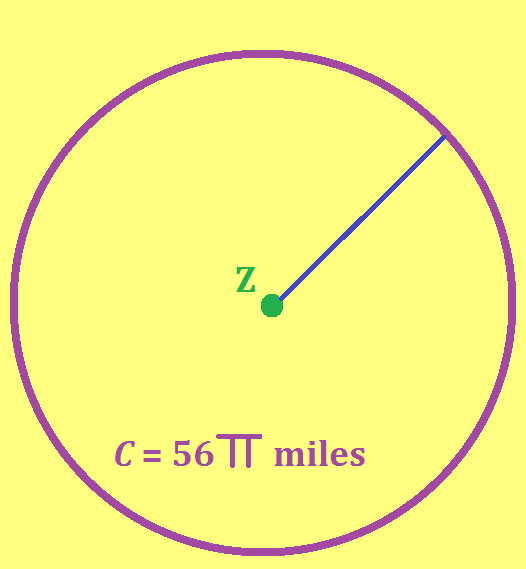 Z
C = 56π miles